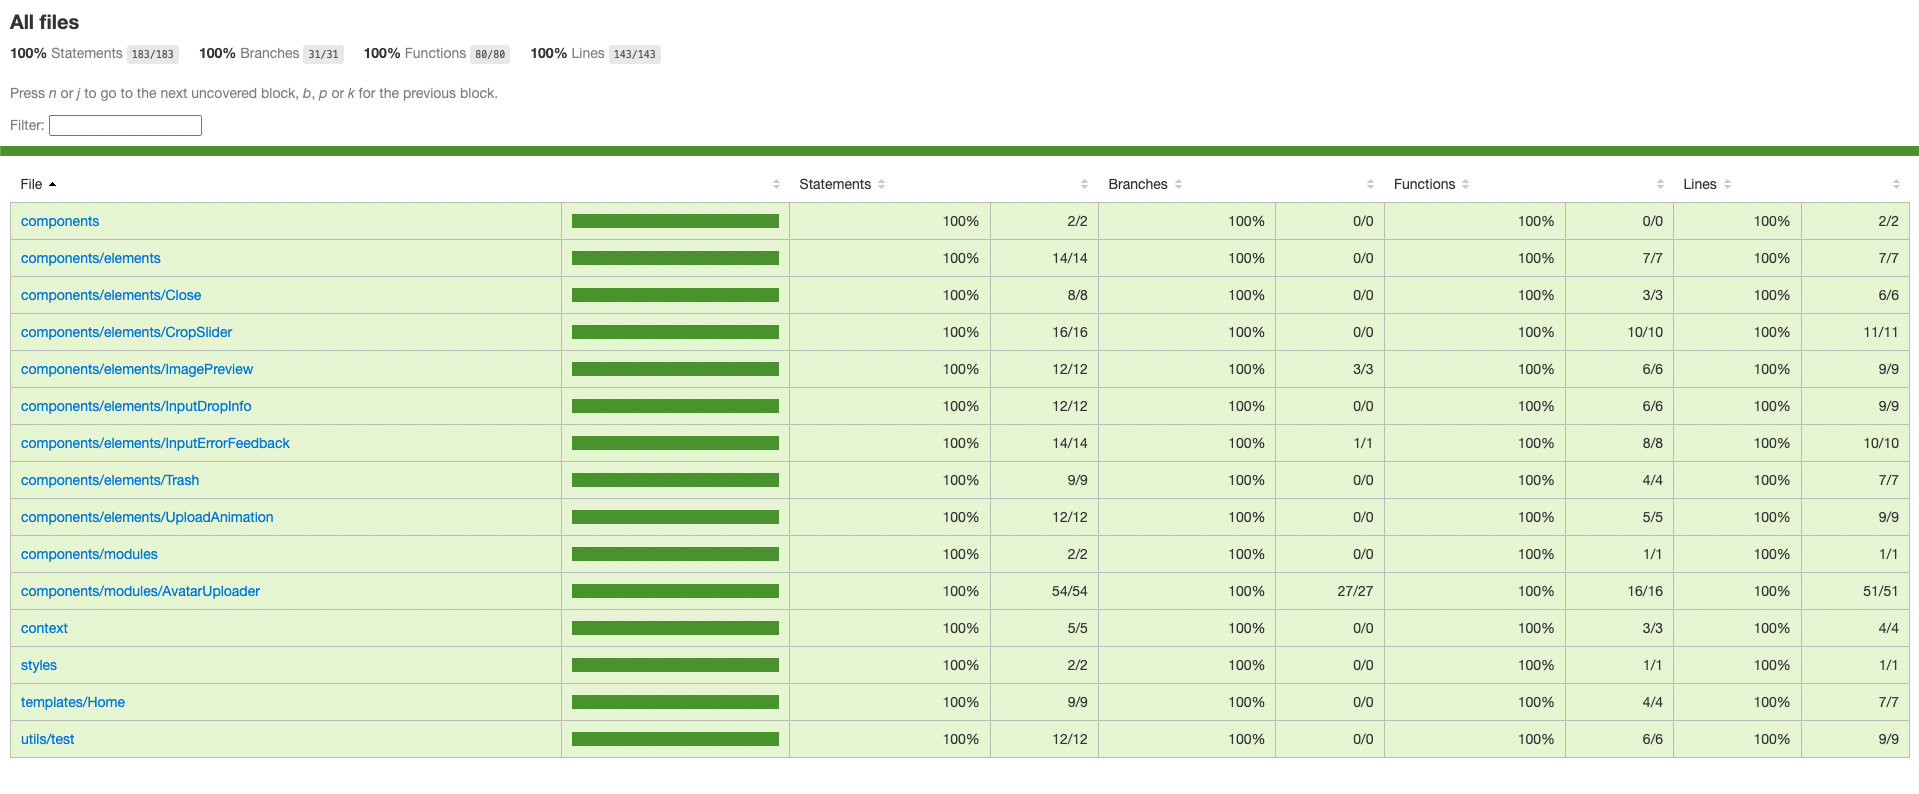 All files
100% Statements 183/183 100% Branches 31/31 100% Functions 80/80 100% Lines 143/143
Press n or j to go to the next uncovered block, b, p or k for the previous block.
Filter:
File Statements Branches Functions Lines
components 100% 2/2 100% 0/0 100% 0/0 100% 2/2
components/elements 100% 14/14 100% 0/0 100% 7/7 100% 7/7
components/elements/Close 100% 8/8 100% 0/0 100% 3/3 100% 6/6
components/elements/CropSlider 100% 16/16 100% 0/0 100% 10/10 100% 11/11
components/elements/ImagePreview 100% 12/12 100% 3/3 100% 6/6 100% 9/9
components/elements/InputDropInfo 100% 12/12 100% 0/0 100% 6/6 100% 9/9
components/elements/InputErrorFeedback 100% 14/14 100% 1/1 100% 8/8 100% 10/10
components/elements/Trash 100% 9/9 100% 0/0 100% 4/4 100% 7/7
components/elements/UploadAnimation 100% 12/12 100% 0/0 100% 5/5 100% 9/9
components/modules 100% 2/2 100% 0/0 100% 1/1 100% 1/1
components/modules/AvatarUploader 100% 54/54 100% 27/27 100% 16/16 100% 51/51
context 100% 5/5 100% 0/0 100% 3/3 100% 4/4
styles 100% 2/2 100% 0/0 100% 1/1 100% 1/1
templates/Home 100% 9/9 100% 0/0 100% 4/4 100% 7/7
utils/test 100% 12/12 100% 0/0 100% 6/6 100% 9/9